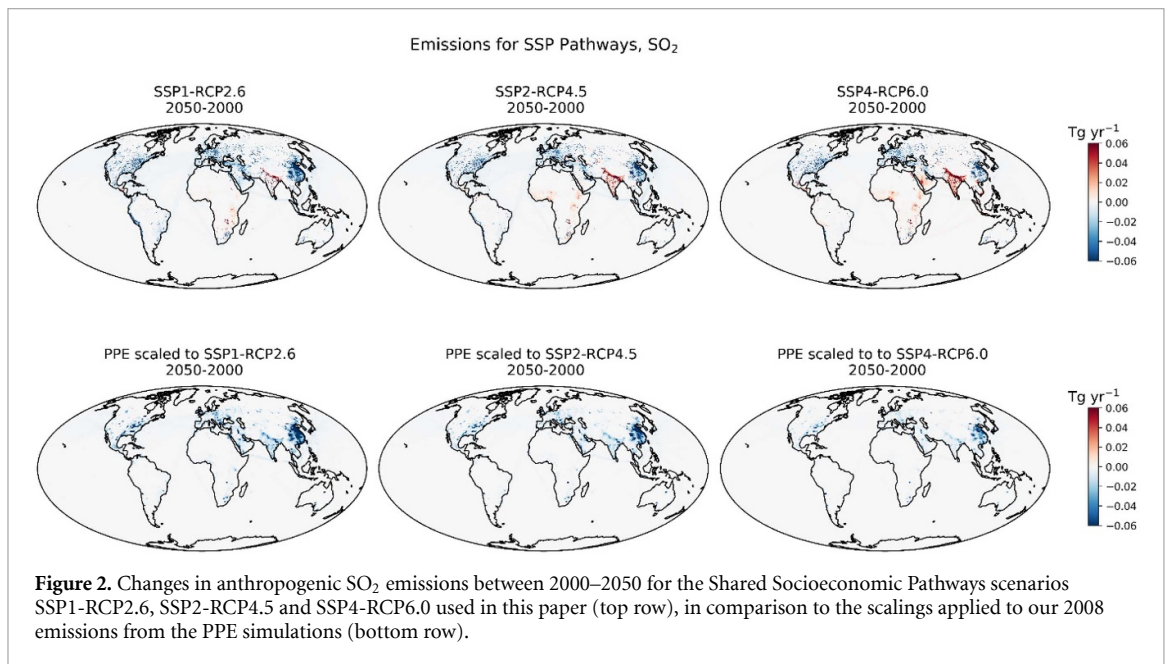 Emissions for SSP Pathways, SO₂
SSP1-RCP2.6
2050-2000
SSP2-RCP4.5
2050-2000
SSP4-RCP6.0
2050-2000
Tg yr⁻¹
0.06
0.04
0.02
0.00
−0.02
−0.04
−0.06
PPE scaled to SSP1-RCP2.6
2050-2000
PPE scaled to SSP2-RCP4.5
2050-2000
PPE scaled to to SSP4-RCP6.0
2050-2000
Tg yr⁻¹
0.06
0.04
0.02
0.00
−0.02
−0.04
−0.06
Figure 2. Changes in anthropogenic SO₂ emissions between 2000–2050 for the Shared Socioeconomic Pathways scenarios
SSP1-RCP2.6, SSP2-RCP4.5 and SSP4-RCP6.0 used in this paper (top row), in comparison to the scalings applied to our 2008
emissions from the PPE simulations (bottom row).